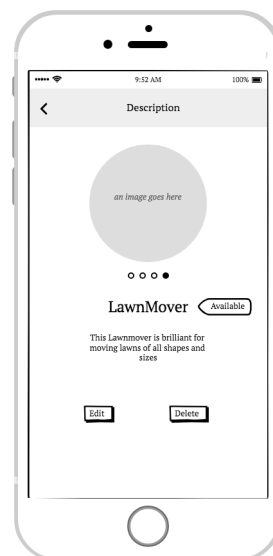 9:52 AM 100%
Description
an image goes here
LawnMover Available
This Lawnmover is brilliant for
moving lawns of all shapes and
sizes
Edit Delete